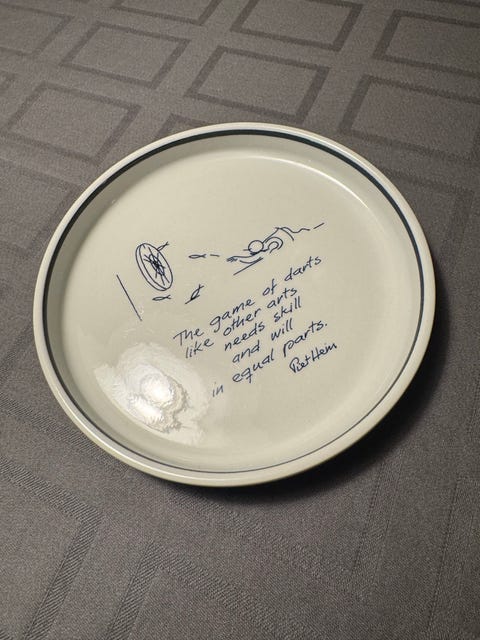 The game of darts
like other arts
needs skill
and will
in equal parts.
Piet Hein